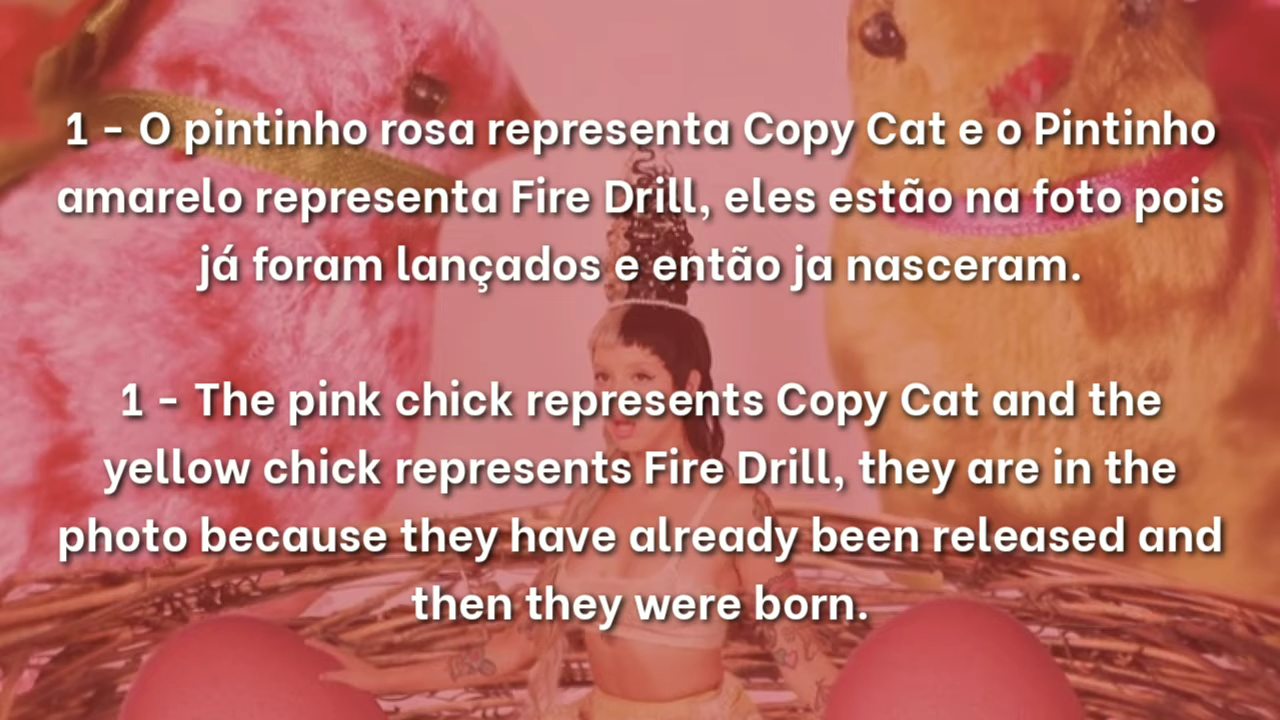 1 - O pintinho rosa representa Copy Cat e o Pintinho
amarelo representa Fire Drill, eles estão na foto pois
já foram lançados e então ja nasceram.
1 - The pink chick represents Copy Cat and the
yellow chick represents Fire Drill, they are in the
photo because they have already been released and
then they were born.